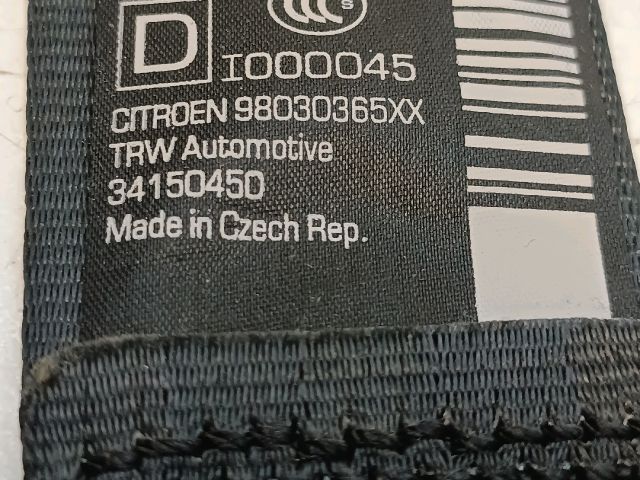 D
S
I000045
CITROEN 98030365XX
TRW Automotive
34150450
Made in Czech Rep.